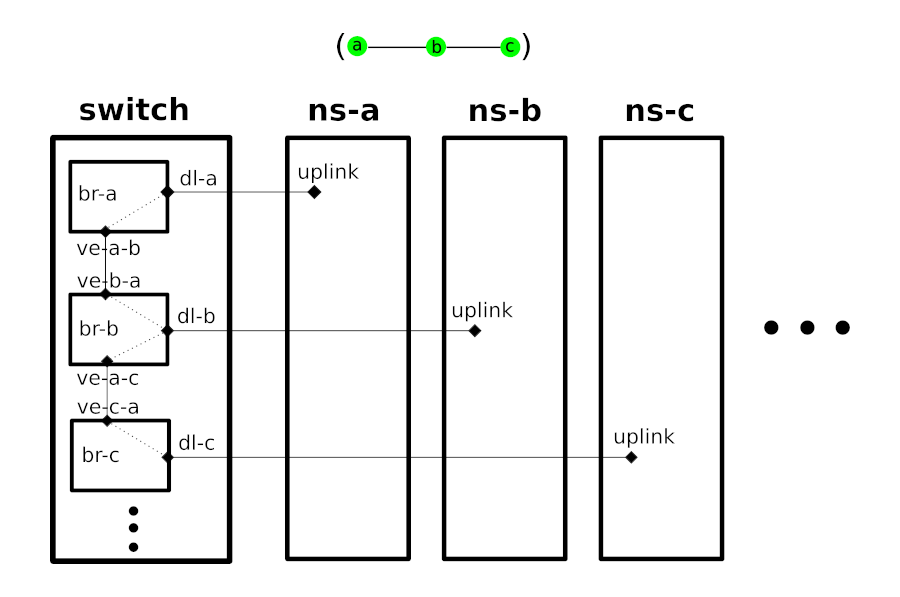 ( a b c )
switch ns-a ns-b ns-c
br-a dl-a uplink
ve-a-b
ve-b-a
br-b dl-b uplink
ve-a-c
ve-c-a
br-c dl-c uplink